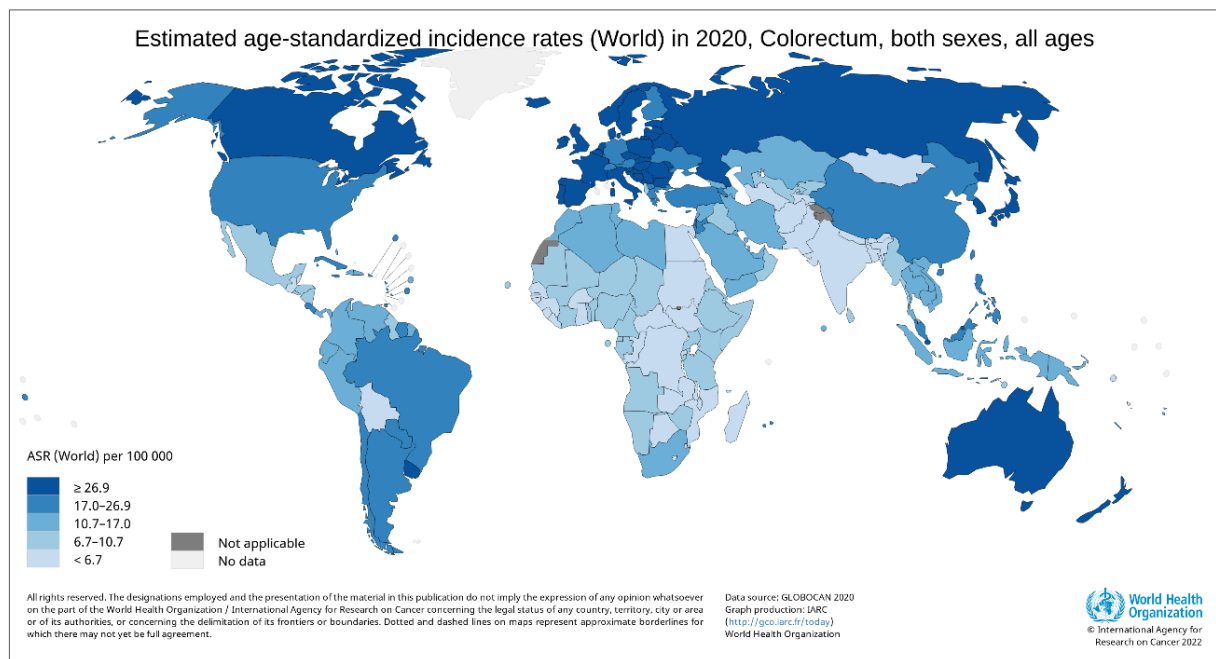 Estimated age-standardized incidence rates (World) in 2020, Colorectum, both sexes, all ages
ASR (World) per 100 000
≥ 26.9
17.0–26.9
10.7–17.0
6.7–10.7
< 6.7
Not applicable
No data
All rights reserved. The designations employed and the presentation of the material in this publication do not imply the expression of any opinion whatsoever
on the part of the World Health Organization / International Agency for Research on Cancer concerning the legal status of any country, territory, city or area
or of its authorities, or concerning the delimitation of its frontiers or boundaries. Dotted and dashed lines on maps represent approximate borderlines for
which there may not yet be full agreement.
Data source: GLOBOCAN 2020
Graph production: IARC
(http://gco.iarc.fr/today)
World Health Organization
World Health
Organization
© International Agency for
Research on Cancer 2022